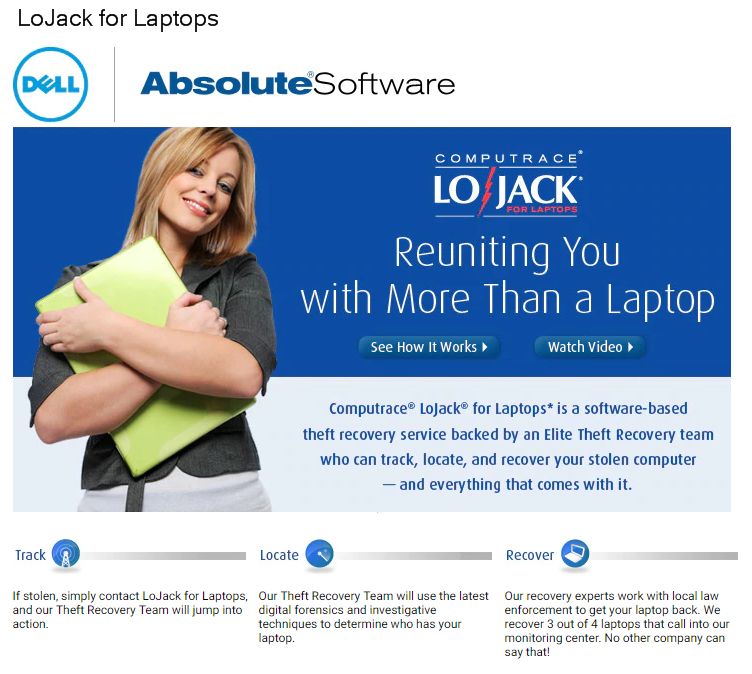 LoJack for Laptops
DELL
Absolute®Software
COMPUTRACE®
LOJACK®
FOR LAPTOPS
Reuniting You
with More Than a Laptop
See How It Works
Watch Video
Computrace® LoJack® for Laptops* is a software-based
theft recovery service backed by an Elite Theft Recovery team
who can track, locate, and recover your stolen computer
— and everything that comes with it.
Track
If stolen, simply contact LoJack for Laptops,
and our Theft Recovery Team will jump into
action.
Locate
Our Theft Recovery Team will use the latest
digital forensics and investigative
techniques to determine who has your
laptop.
Recover
Our recovery experts work with local law
enforcement to get your laptop back. We
recover 3 out of 4 laptops that call into our
monitoring center. No other company can
say that!